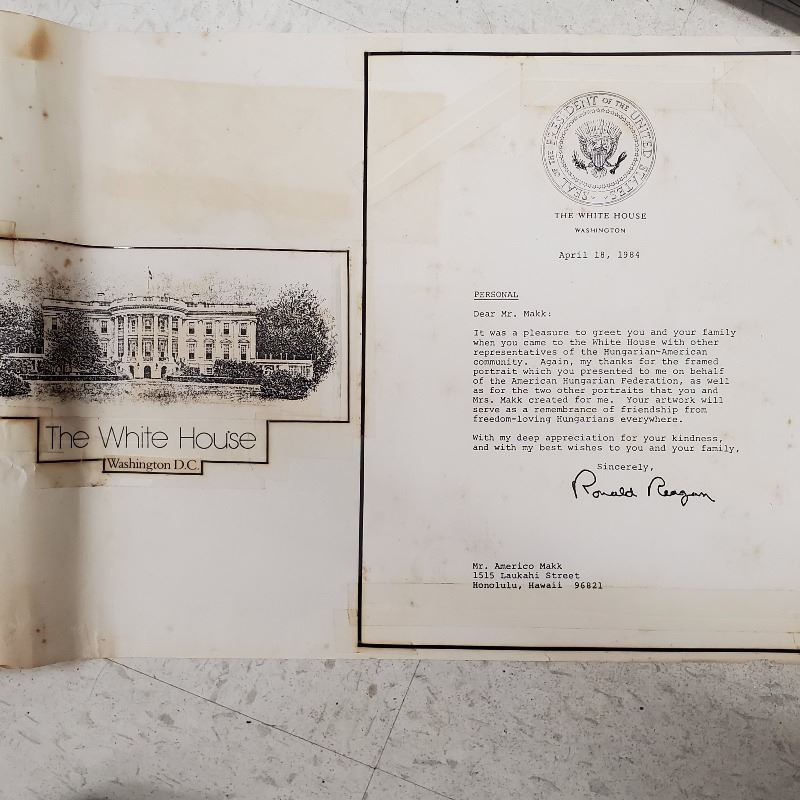 The White House
Washington D.C.
SEAL OF THE PRESIDENT OF THE UNITED STATES
THE WHITE HOUSE
WASHINGTON
April 18, 1984
PERSONAL
Dear Mr. Makk:
It was a pleasure to greet you and your family
when you came to the White House with other
representatives of the Hungarian-American
community. Again, my thanks for the framed
portrait which you presented to me on behalf
of the American Hungarian Federation, as well
as for the two other portraits that you and
Mrs. Makk created for me. Your artwork will
serve as a remembrance of friendship from
freedom-loving Hungarians everywhere.
With my deep appreciation for your kindness,
and with my best wishes to you and your family,
Sincerely,
Ronald Reagan
Mr. Americo Makk
1515 Laukahi Street
Honolulu, Hawaii 96821